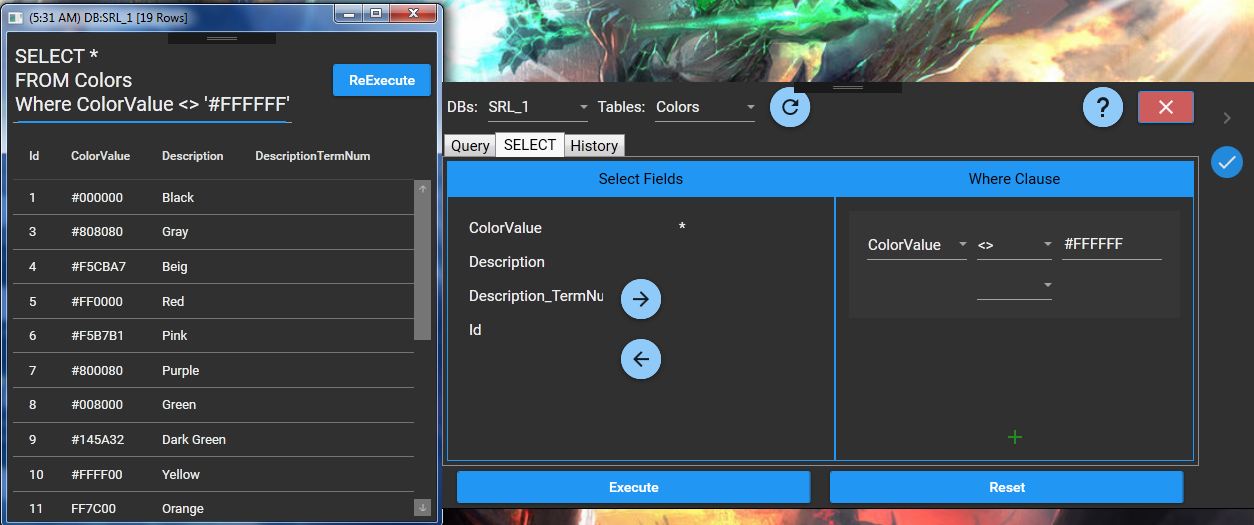 (5:31 AM) DB:SRL_1 [19 Rows]
SELECT *
FROM Colors
Where ColorValue <> '#FFFFFF'
ReExecute
Id ColorValue Description DescriptionTermNum
1 #000000 Black
3 #808080 Gray
4 #F5CBA7 Beig
5 #FF0000 Red
6 #F5B7B1 Pink
7 #800080 Purple
8 #008000 Green
9 #145A32 Dark Green
10 #FFFF00 Yellow
11 FF7C00 Orange
DBs: SRL_1 Tables: Colors ?
Query SELECT History
Select Fields Where Clause
ColorValue *
Description
Description_TermNu
Id
ColorValue <> #FFFFFF
Execute Reset